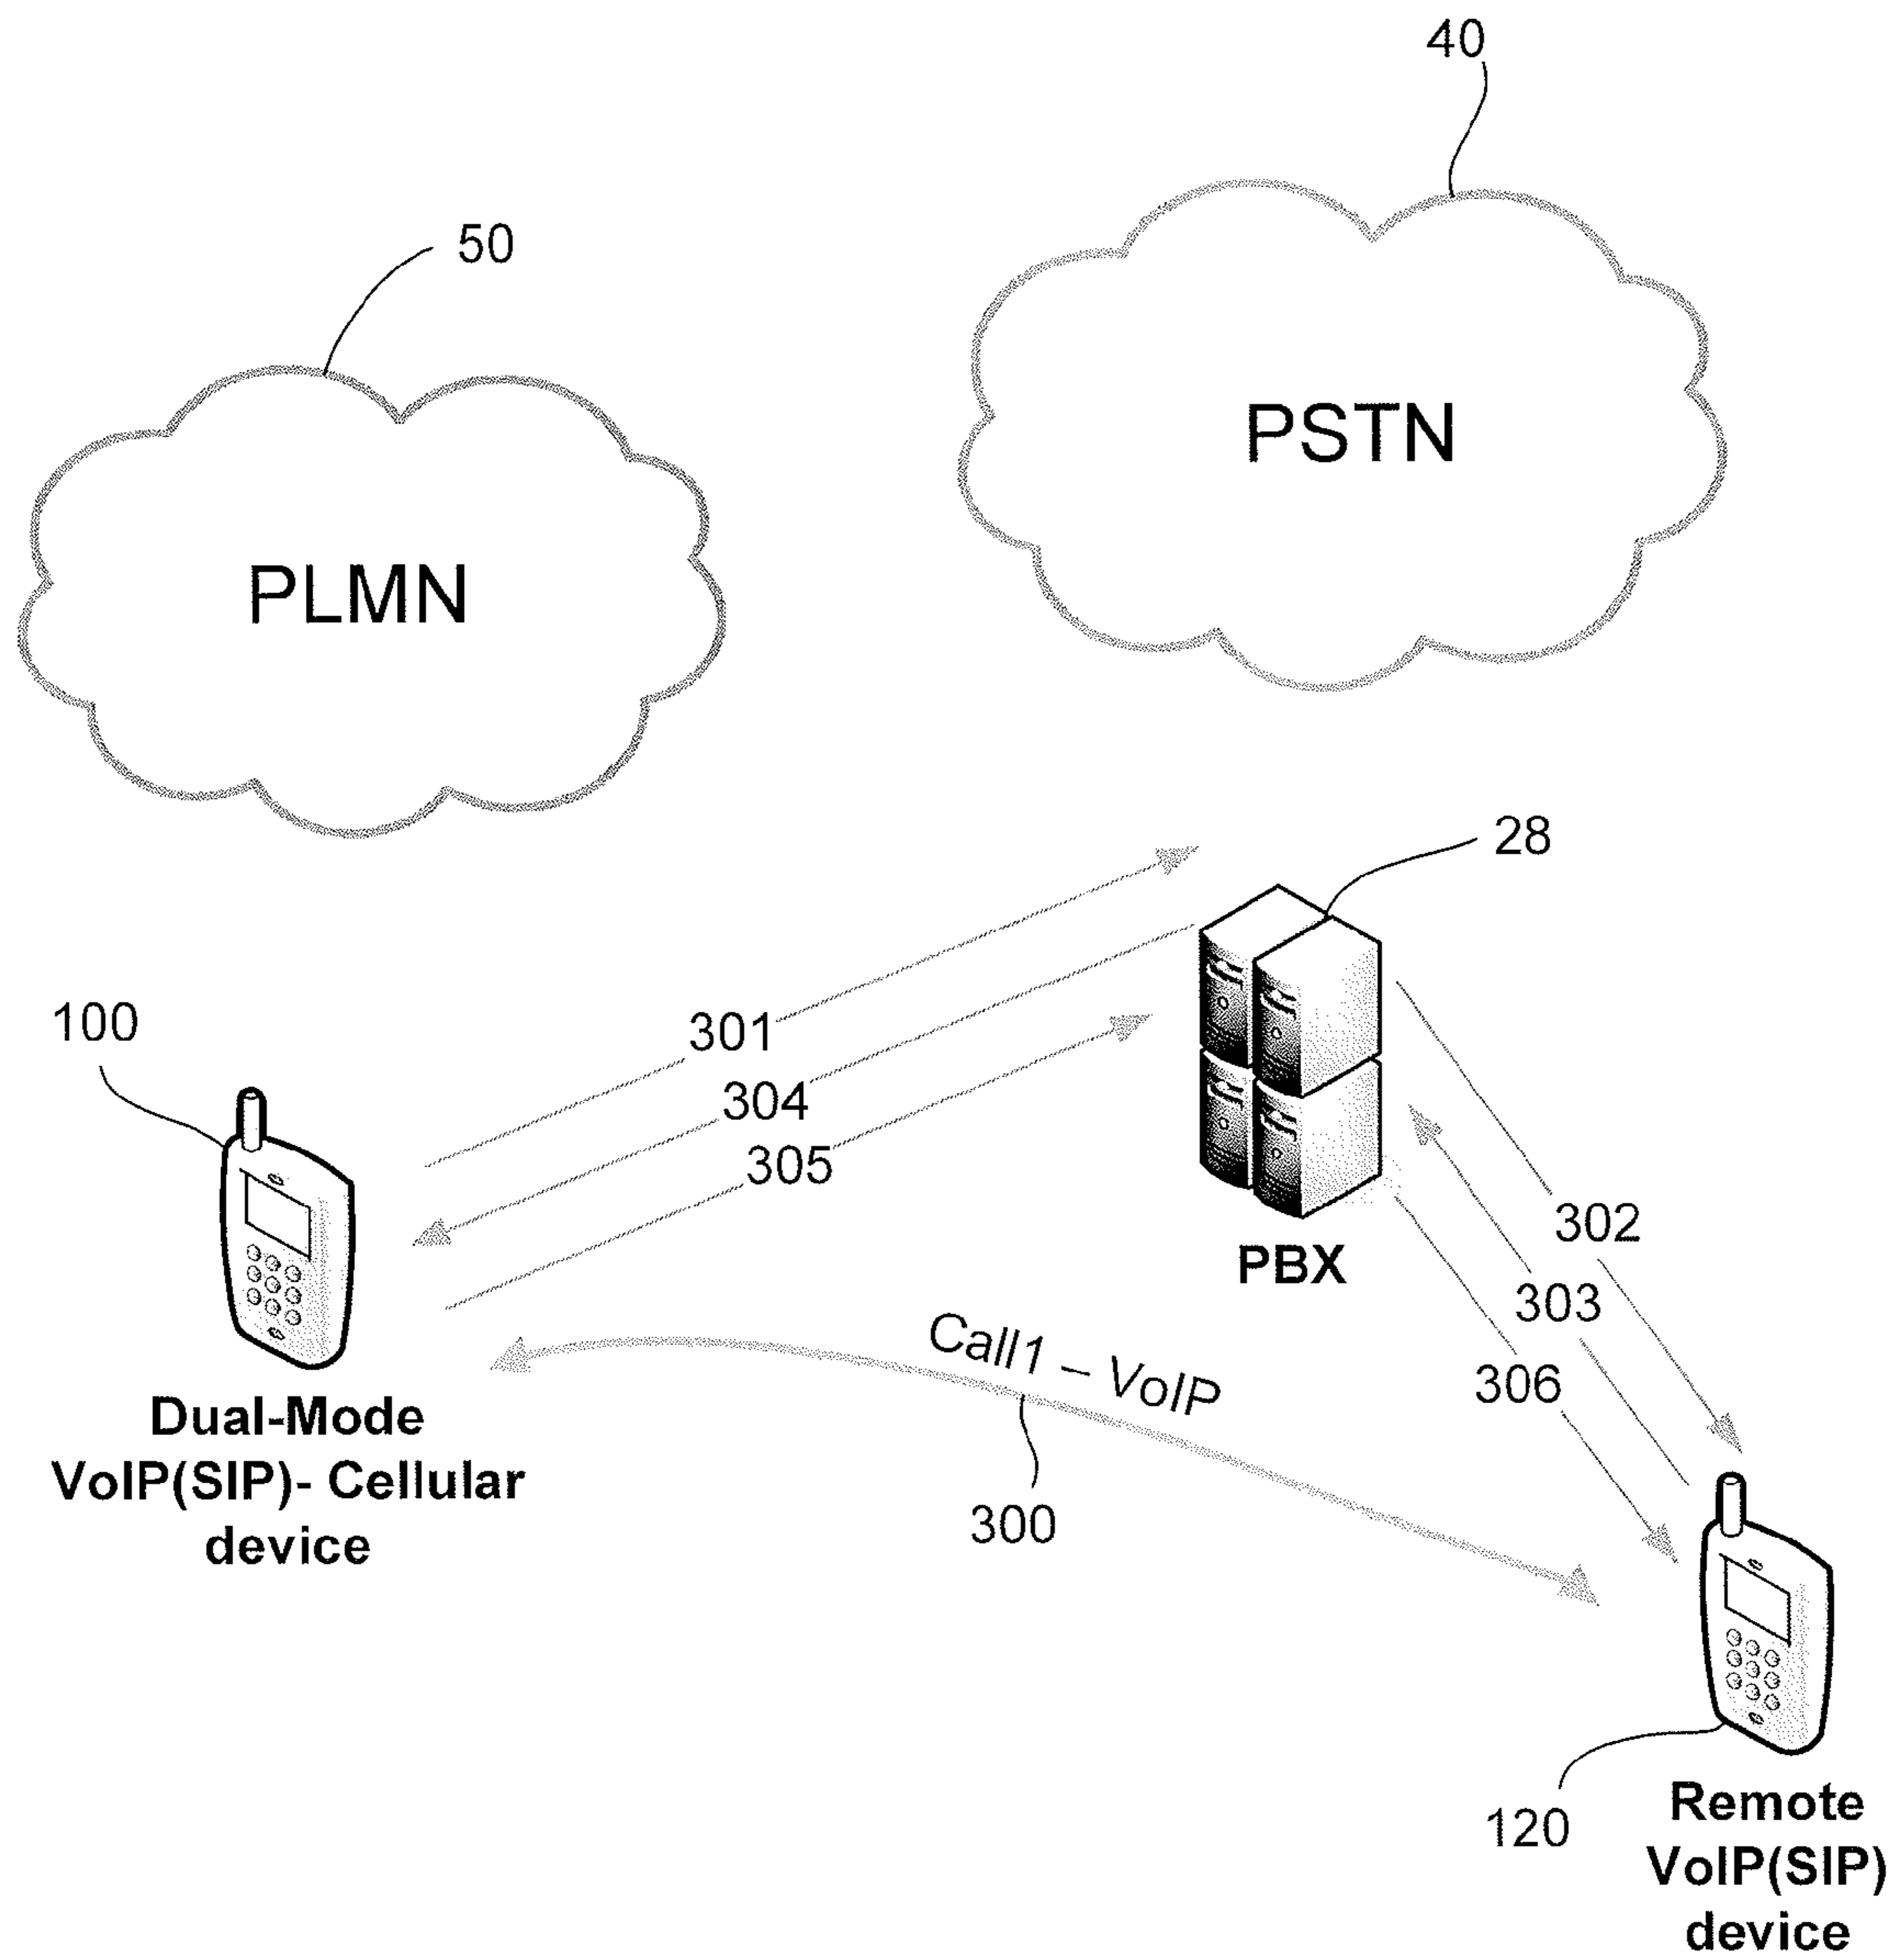 40
50
PSTN
PLMN
28
100
301
304
305
302
303
306
PBX
Call1 – VoIP
300
Dual-Mode
VoIP(SIP)- Cellular
device
120
Remote
VoIP(SIP)
device